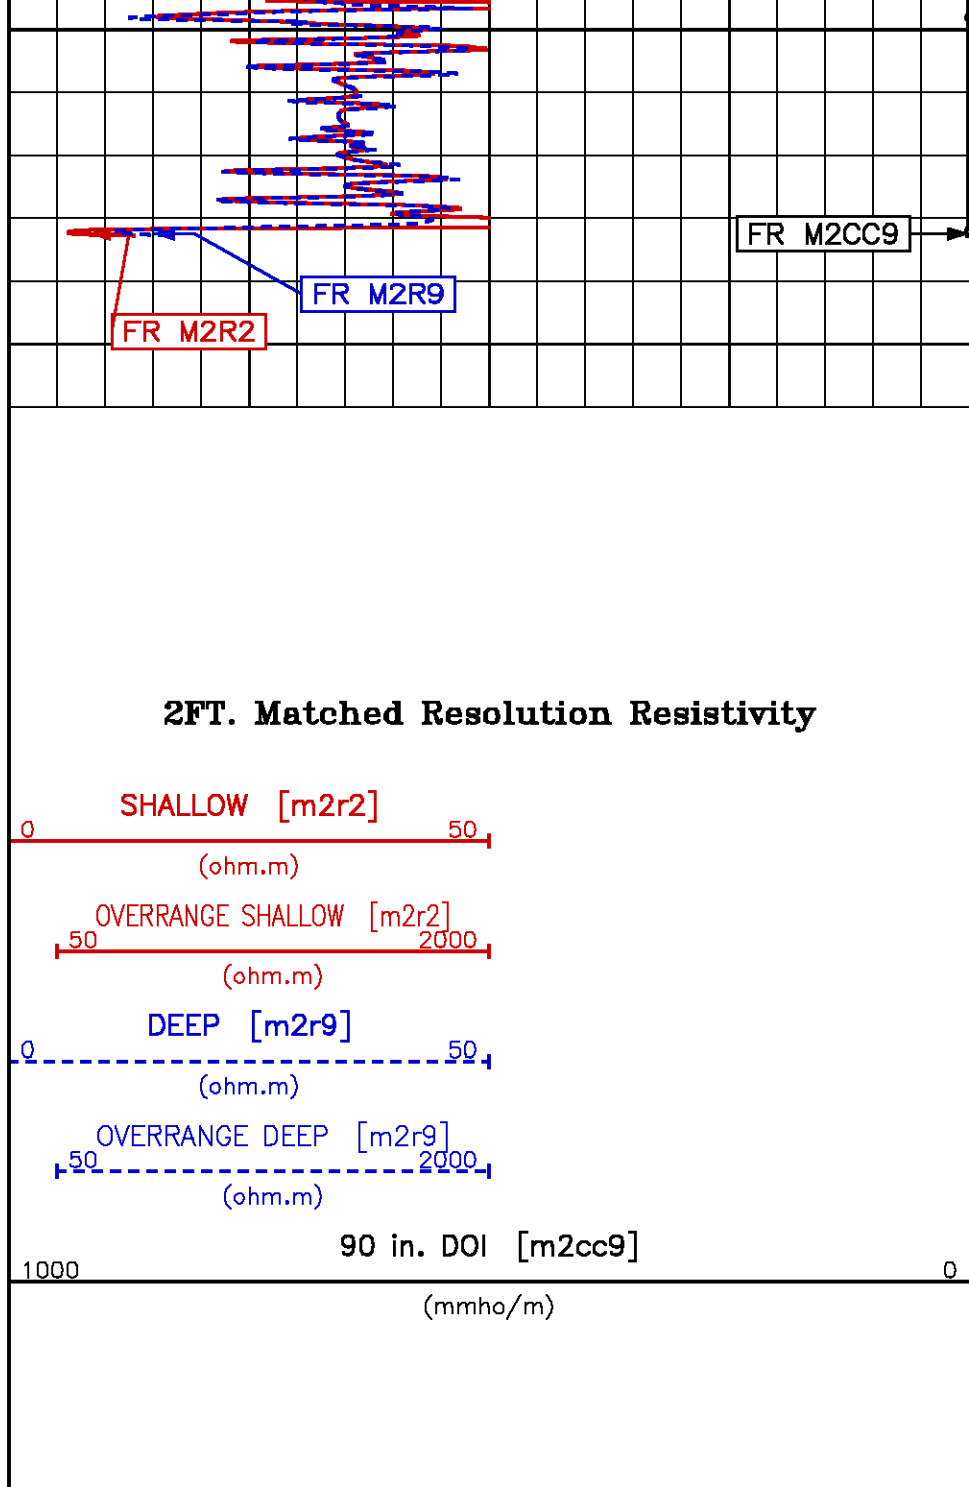 FR M2CC9
FR M2R9
FR M2R2
2FT. Matched Resolution Resistivity
SHALLOW [m2r2]
0 50
(ohm.m)
OVERRANGE SHALLOW [m2r2]
50 2000
(ohm.m)
DEEP [m2r9]
0 50
(ohm.m)
OVERRANGE DEEP [m2r9]
50 2000
(ohm.m)
90 in. DOI [m2cc9]
1000 0
(mmho/m)